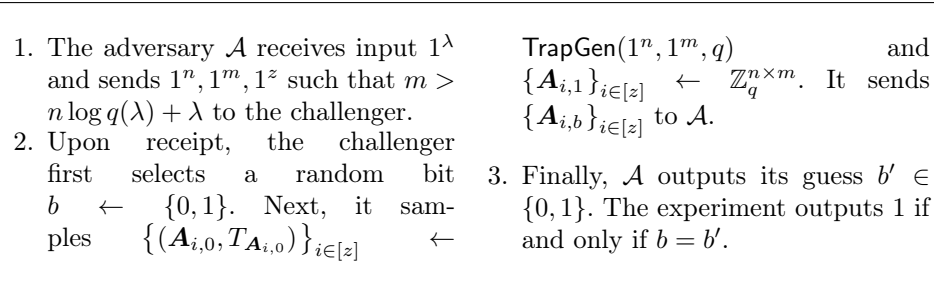 1. The adversary 𝒜 receives input 1^λ
and sends 1^n, 1^m, 1^z such that m >
n log q(λ) + λ to the challenger.
2. Upon receipt, the challenger
first selects a random bit
b ← {0, 1}. Next, it sam-
ples {(A_{i,0}, T_{A_{i,0}})}_{i∈[z]} ←
TrapGen(1^n, 1^m, q) and
{A_{i,1}}_{i∈[z]} ← ℤ_q^{n×m}. It sends
{A_{i,b}}_{i∈[z]} to 𝒜.
3. Finally, 𝒜 outputs its guess b′ ∈
{0, 1}. The experiment outputs 1 if
and only if b = b′.